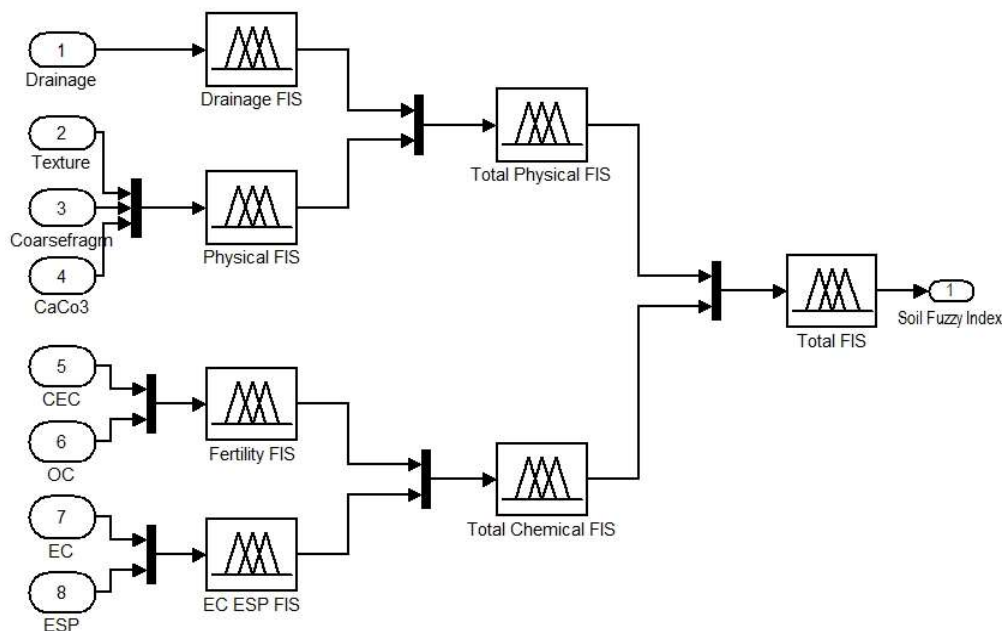 1
Drainage
Drainage FIS
2
Texture
3
Coarsefragm
4
CaCo3
Physical FIS
Total Physical FIS
5
CEC
6
OC
Fertility FIS
7
EC
8
ESP
EC ESP FIS
Total Chemical FIS
Total FIS
1
Soil Fuzzy Index